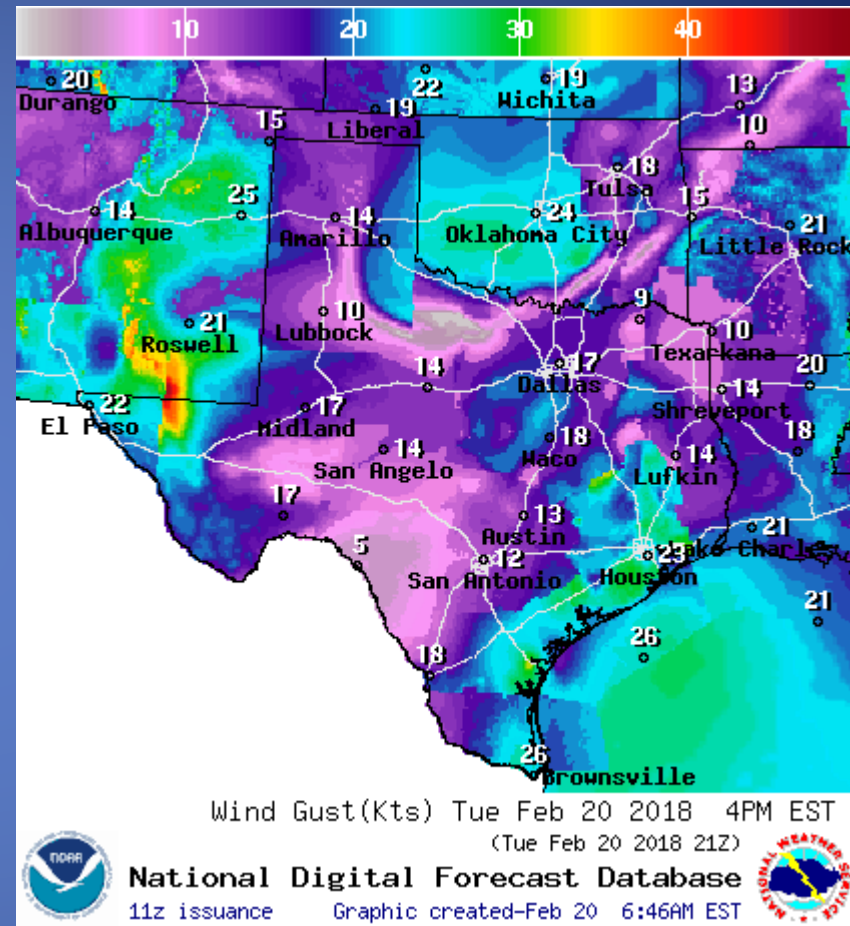 10 20 30 40
20 22 19 13
Durango Wichita
19
Liberal
15 10
18
Tulsa
14 25 14 24 15 21
Albuquerque Amarillo Oklahoma City Little Rock
21 10 9 10
Roswell Lubbock Texarkana
17
14 Dallas 14 20
22 17 Shreveport
El Paso Midland
14 18 14 18
San Angelo Waco Lufkin
17 13 21
Austin
5 12 23 Lake Charles
San Antonio Houston
21
26
18
26
Brownsville
Wind Gust(Kts) Tue Feb 20 2018 4PM EST
(Tue Feb 20 2018 21Z)
NOAA
National Digital Forecast Database
11z issuance Graphic created-Feb 20 6:46AM EST
NATIONAL WEATHER SERVICE